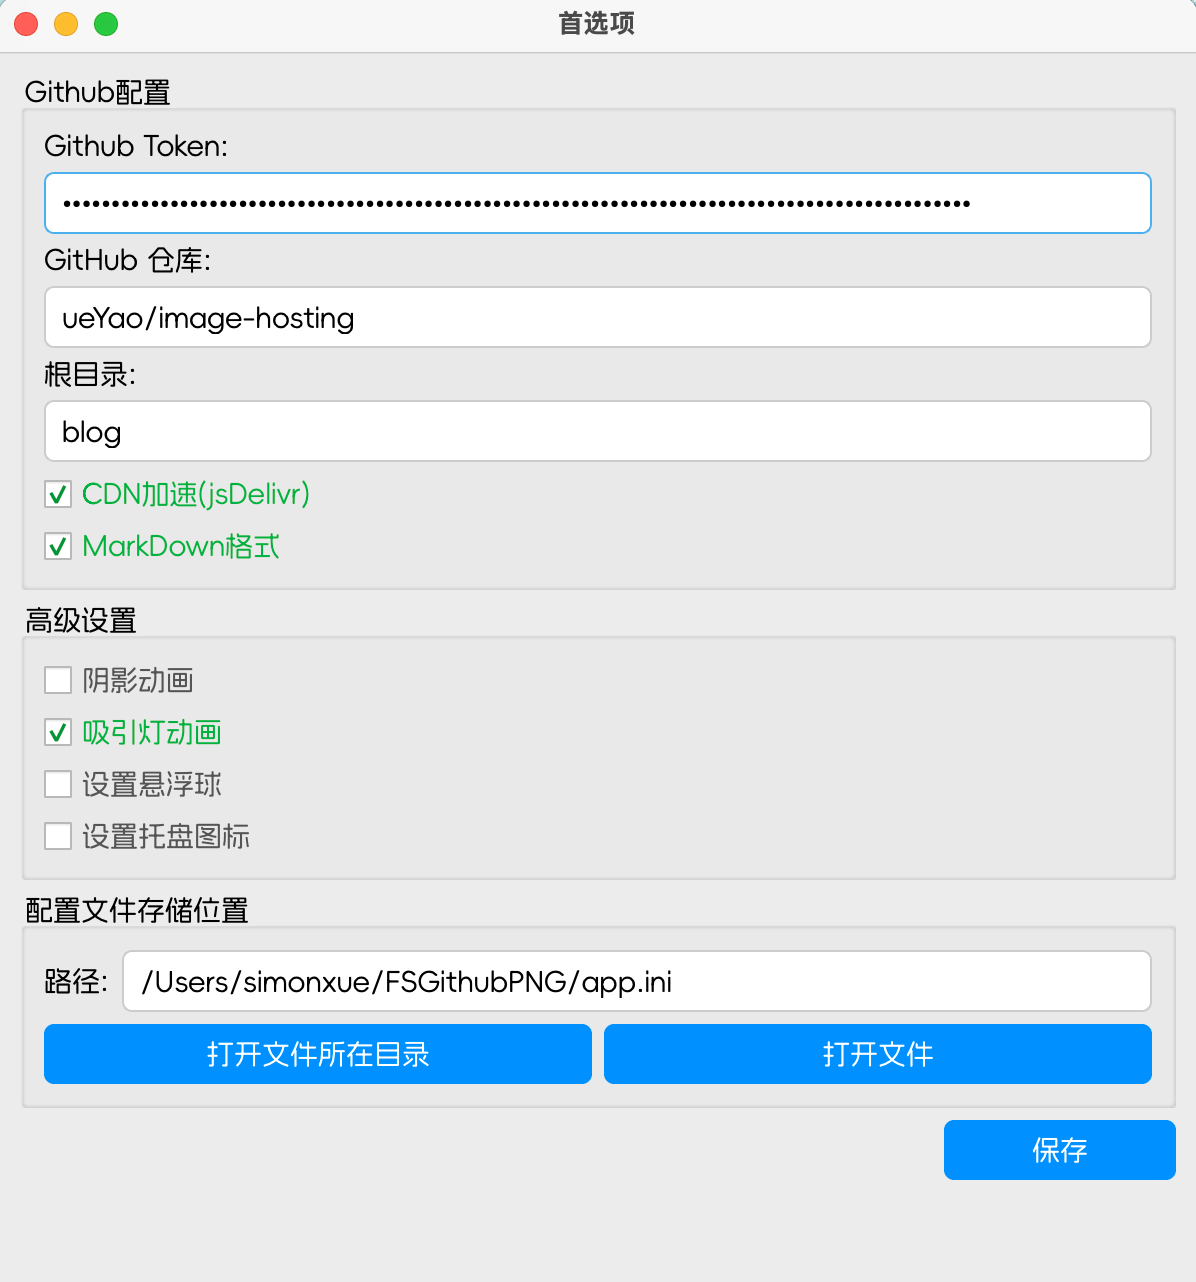 首选项
Github配置
Github Token:
GitHub 仓库:
ueYao/image-hosting
根目录:
blog
CDN加速(jsDelivr)
MarkDown格式
高级设置
阴影动画
吸引灯动画
设置悬浮球
设置托盘图标
配置文件存储位置
路径: /Users/simonxue/FSGithubPNG/app.ini
打开文件所在目录 打开文件
保存